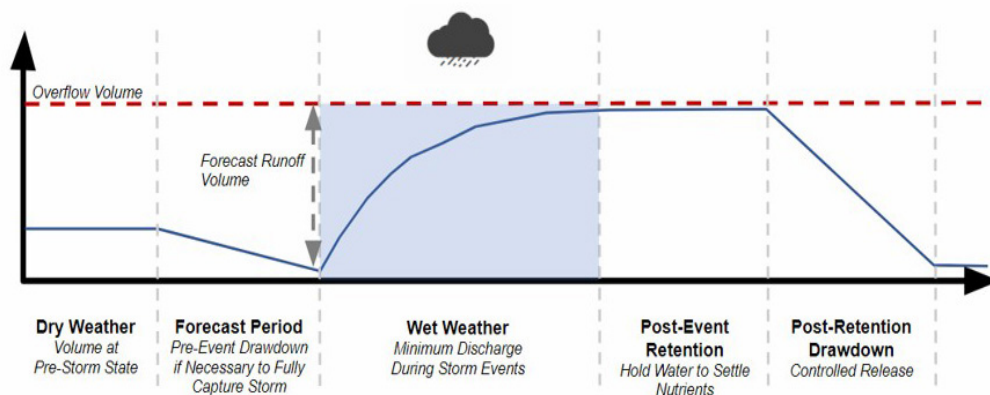 Overflow Volume
Forecast Runoff
Volume
Dry Weather
Volume at
Pre-Storm State
Forecast Period
Pre-Event Drawdown
if Necessary to Fully
Capture Storm
Wet Weather
Minimum Discharge
During Storm Events
Post-Event
Retention
Hold Water to Settle
Nutrients
Post-Retention
Drawdown
Controlled Release